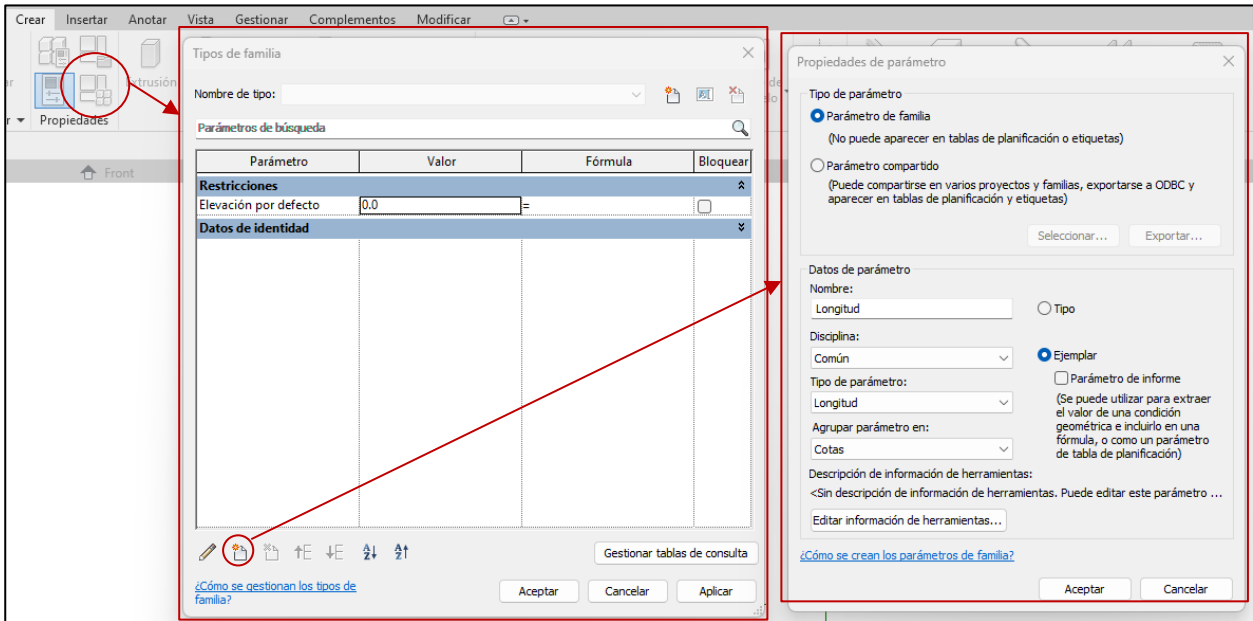 Crear Insertar Anotar Vista Gestionar Complementos Modificar
Extrusión
Propiedades
Front
Tipos de familia
Nombre de tipo:
Parámetros de búsqueda
Parámetro Valor Fórmula Bloquear
Restricciones
Elevación por defecto 0.0 =
Datos de identidad
Gestionar tablas de consulta
¿Cómo se gestionan los tipos de
familia?
Aceptar Cancelar Aplicar
Propiedades de parámetro
Tipo de parámetro
Parámetro de familia
(No puede aparecer en tablas de planificación o etiquetas)
Parámetro compartido
(Puede compartirse en varios proyectos y familias, exportarse a ODBC y
aparecer en tablas de planificación y etiquetas)
Seleccionar... Exportar...
Datos de parámetro
Nombre:
Longitud
Tipo
Disciplina:
Común
Ejemplar
Tipo de parámetro:
Parámetro de informe
Longitud
(Se puede utilizar para extraer
el valor de una condición
geométrica e incluirlo en una
fórmula, o como un parámetro
de tabla de planificación)
Agrupar parámetro en:
Cotas
Descripción de información de herramientas:
<Sin descripción de información de herramientas. Puede editar este parámetro ...
Editar información de herramientas...
¿Cómo se crean los parámetros de familia?
Aceptar Cancelar